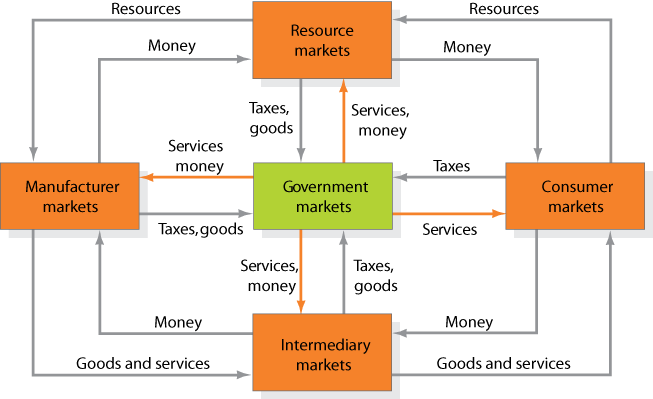 Resources
Resources
Resource
markets
Money
Money
Taxes,
goods
Services,
money
Services
money
Taxes
Manufacturer
markets
Government
markets
Consumer
markets
Taxes,goods
Services
Services,
money
Taxes,
goods
Money
Money
Intermediary
markets
Goods and services
Goods and services